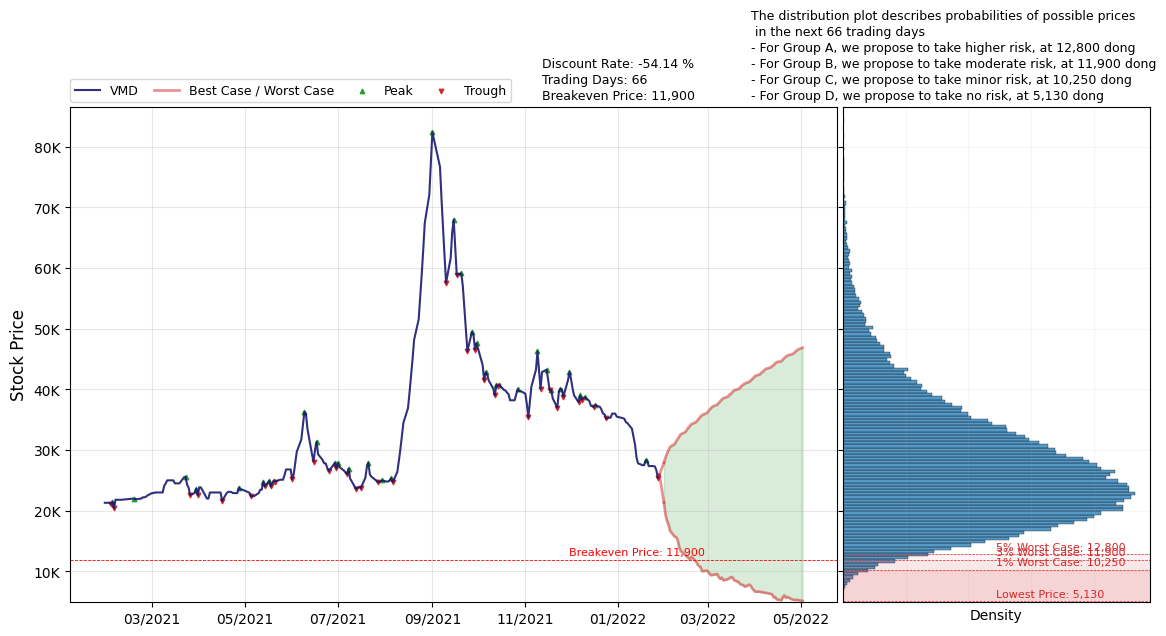 The distribution plot describes probabilities of possible prices
in the next 66 trading days
- For Group A, we propose to take higher risk, at 12,800 dong
- For Group B, we propose to take moderate risk, at 11,900 dong
- For Group C, we propose to take minor risk, at 10,250 dong
- For Group D, we propose to take no risk, at 5,130 dong
Discount Rate: -54.14 %
Trading Days: 66
Breakeven Price: 11,900
VMD
Best Case / Worst Case
Peak
Trough
Stock Price
80K
70K
60K
50K
40K
30K
20K
10K
Breakeven Price: 11,900
03/2021
05/2021
07/2021
09/2021
11/2021
01/2022
03/2022
05/2022
5% Worst Case: 12,800
3% Worst Case: 11,900
1% Worst Case: 10,250
Lowest Price: 5,130
Density